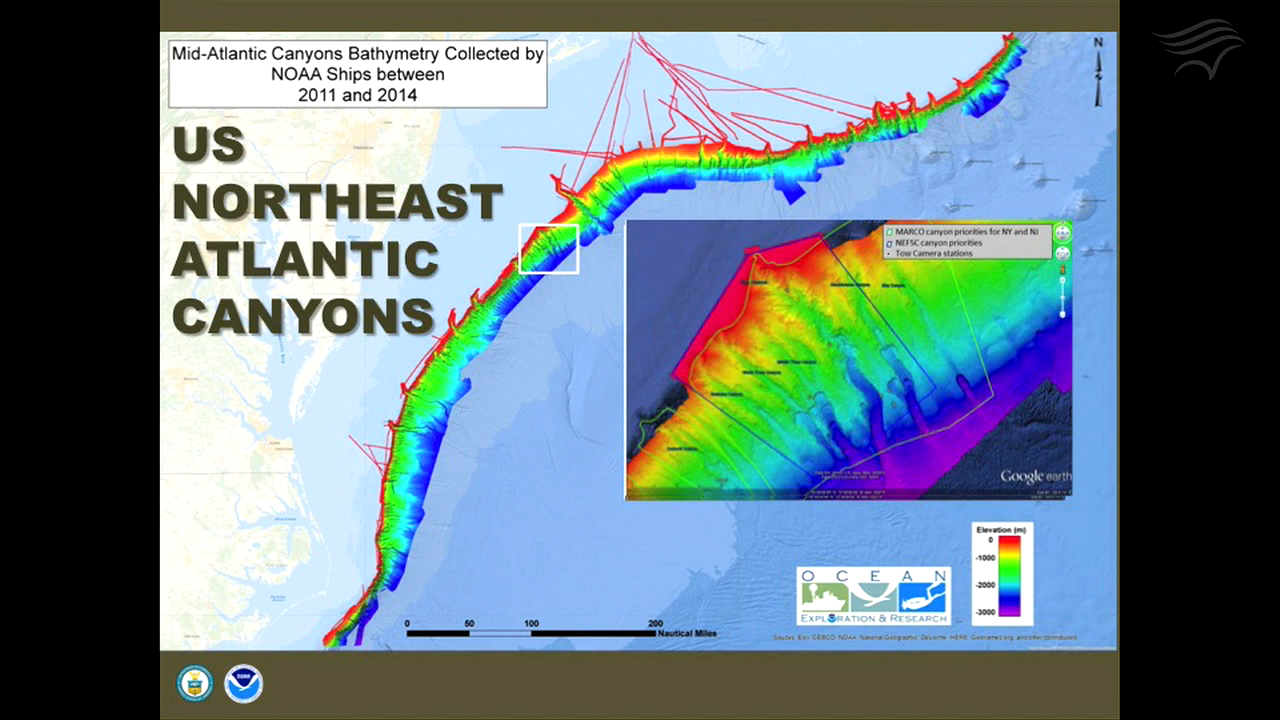 Mid-Atlantic Canyons Bathymetry Collected by
NOAA Ships between
2011 and 2014
N
US
NORTHEAST
ATLANTIC
CANYONS
MARCO canyon priorities for NY and NJ
NEFSC canyon priorities
Tow Camera stations
Google earth
Elevation (m)
0
-1000
-2000
-3000
OCEAN
EXPLORATION & RESEARCH
0 50 100 200
Nautical Miles
NOAA